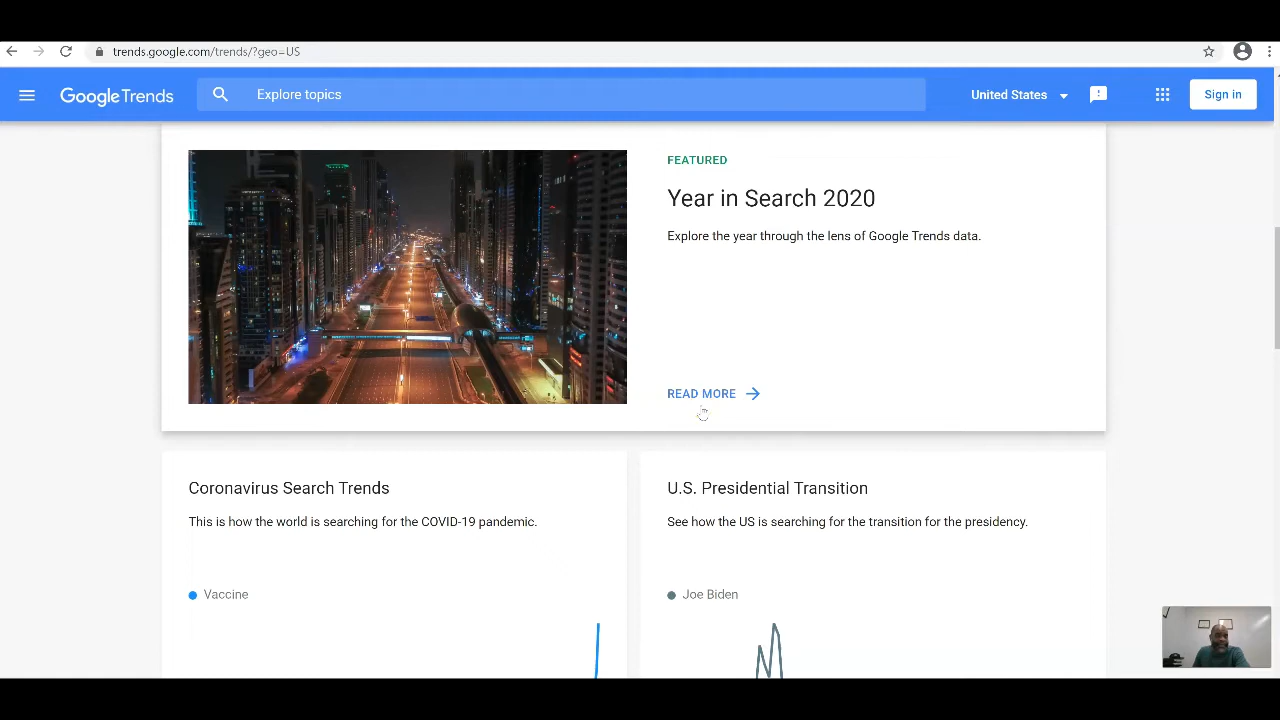 trends.google.com/trends/?geo=US
Google Trends
Explore topics
United States
Sign in
FEATURED
Year in Search 2020
Explore the year through the lens of Google Trends data.
READ MORE
Coronavirus Search Trends
This is how the world is searching for the COVID-19 pandemic.
Vaccine
U.S. Presidential Transition
See how the US is searching for the transition for the presidency.
Joe Biden